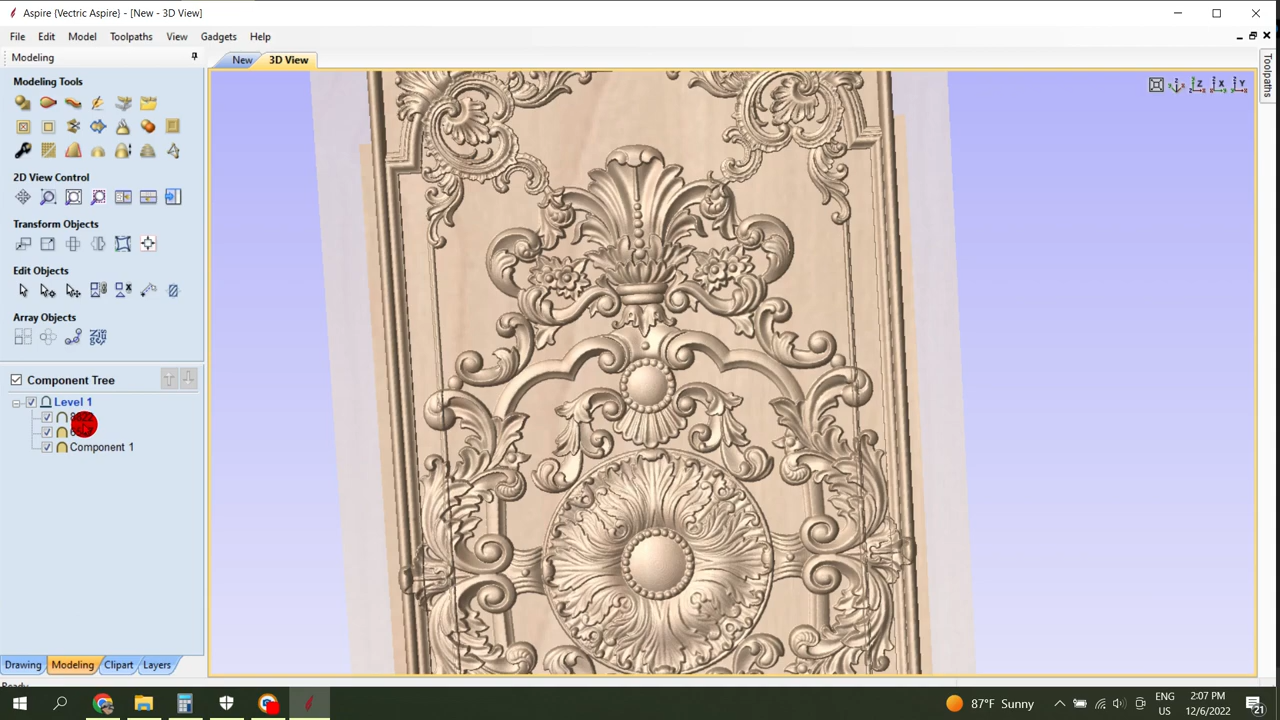 Aspire (Vectric Aspire) - [New - 3D View]
File Edit Model Toolpaths View Gadgets Help
Modeling
New 3D View
Toolpaths
Modeling Tools
2D View Control
Transform Objects
Edit Objects
Array Objects
Component Tree
Level 1
Component 1
Drawing Modeling Clipart Layers
87°F Sunny
ENG
US
2:07 PM
12/6/2022
21